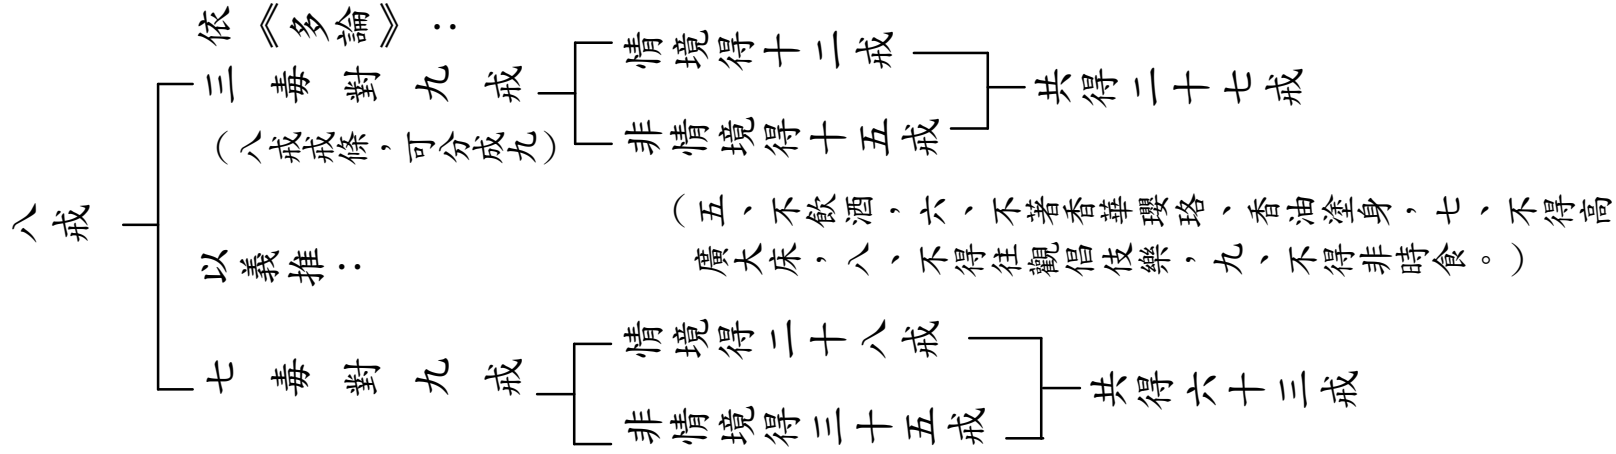 八戒
依《多論》：
三毒對九戒
（八戒戒條，可分成九）
情境得十二戒
非情境得十五戒
共得二十七戒
（五、不飲酒，六、不著香華瓔珞、香油塗身，七、不得高
廣大床，八、不得往觀倡伎樂，九、不得非時食。）
以義推：
七毒對九戒
情境得二十八戒
非情境得三十五戒
共得六十三戒